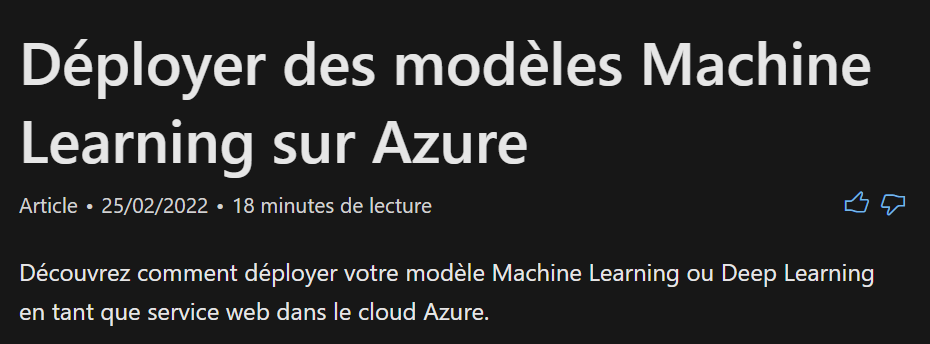 Déployer des modèles Machine
Learning sur Azure
Article • 25/02/2022 • 18 minutes de lecture
Découvrez comment déployer votre modèle Machine Learning ou Deep Learning
en tant que service web dans le cloud Azure.